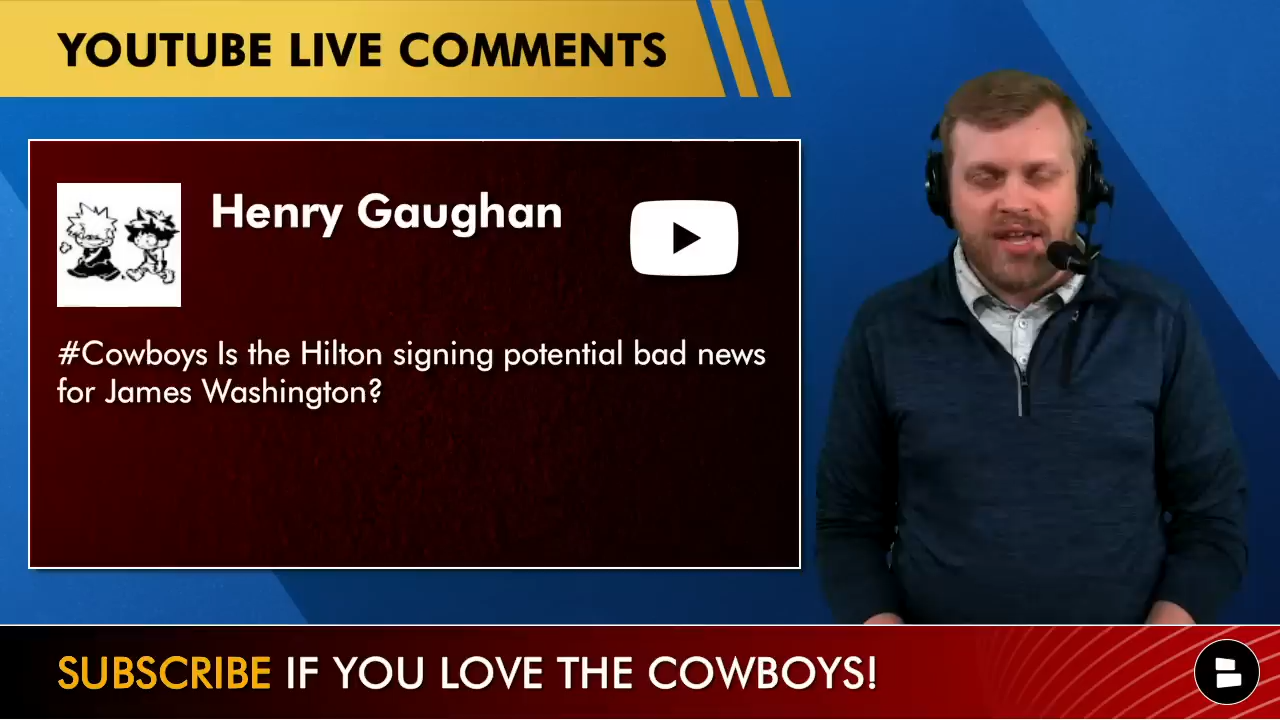 YOUTUBE LIVE COMMENTS
Henry Gaughan
#Cowboys Is the Hilton signing potential bad news
for James Washington?
SUBSCRIBE IF YOU LOVE THE COWBOYS!